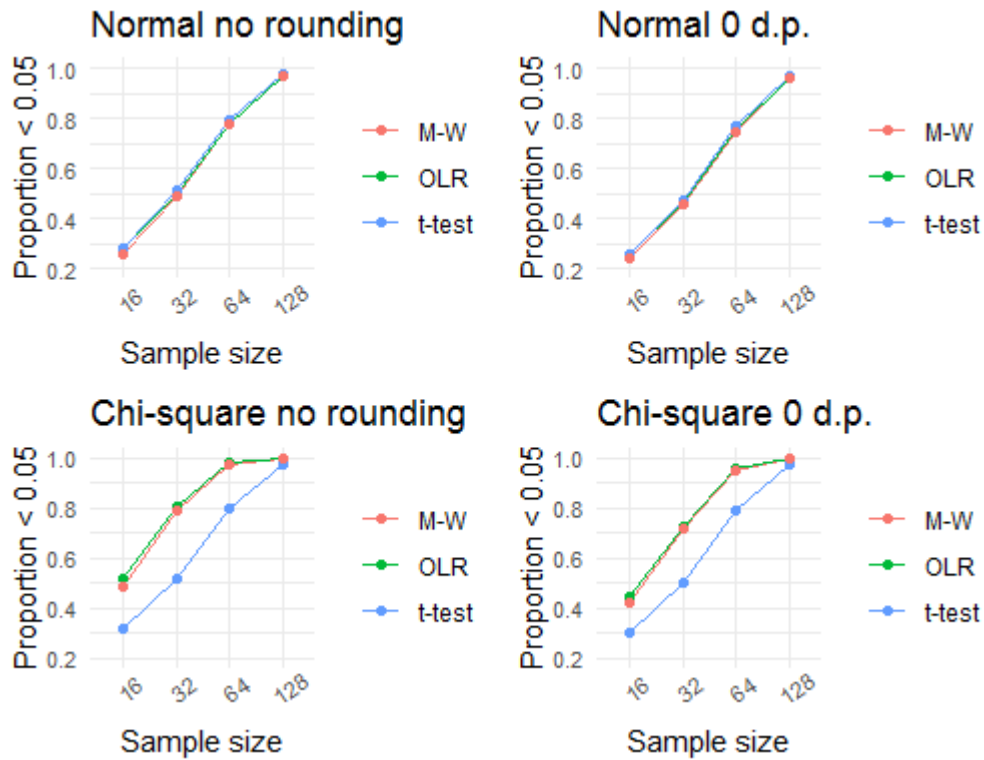 Normal no rounding
Proportion < 0.05
1.0
0.8
0.6
0.4
0.2
16
32
64
128
Sample size
M-W
OLR
t-test
Normal 0 d.p.
Proportion < 0.05
1.0
0.8
0.6
0.4
0.2
16
32
64
128
Sample size
M-W
OLR
t-test
Chi-square no rounding
Proportion < 0.05
1.0
0.8
0.6
0.4
0.2
16
32
64
128
Sample size
M-W
OLR
t-test
Chi-square 0 d.p.
Proportion < 0.05
1.0
0.8
0.6
0.4
0.2
16
32
64
128
Sample size
M-W
OLR
t-test